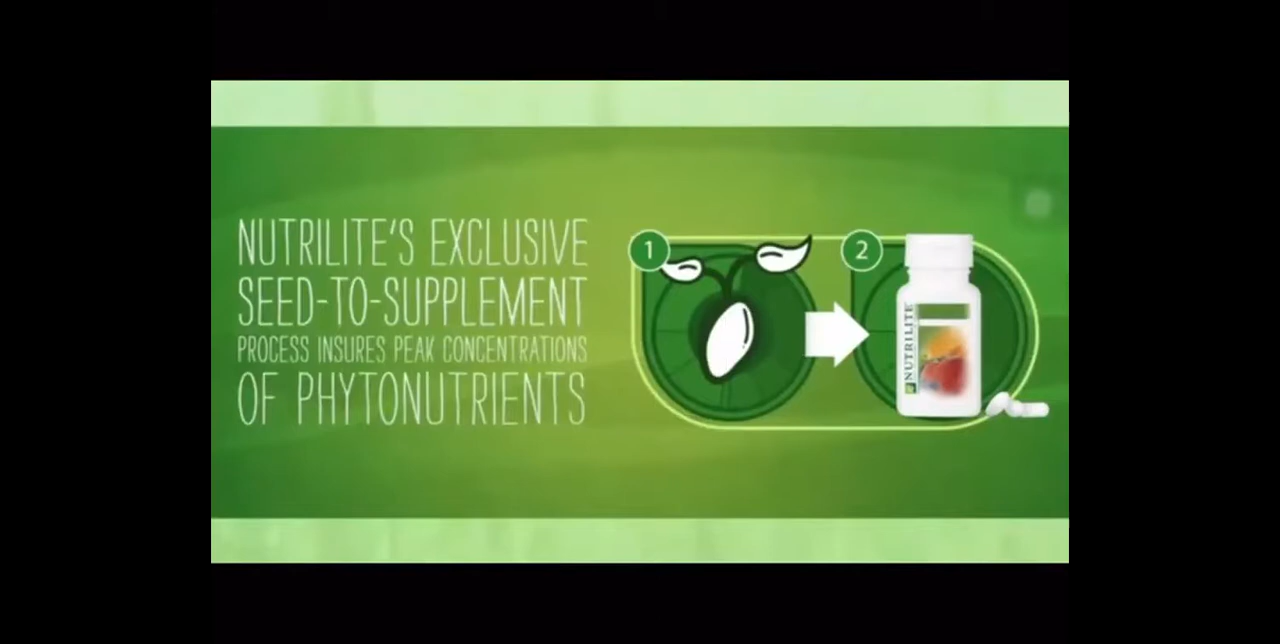 NUTRILITE'S EXCLUSIVE
SEED-TO-SUPPLEMENT
PROCESS INSURES PEAK CONCENTRATIONS
OF PHYTONUTRIENTS
1
2
NUTRILITE